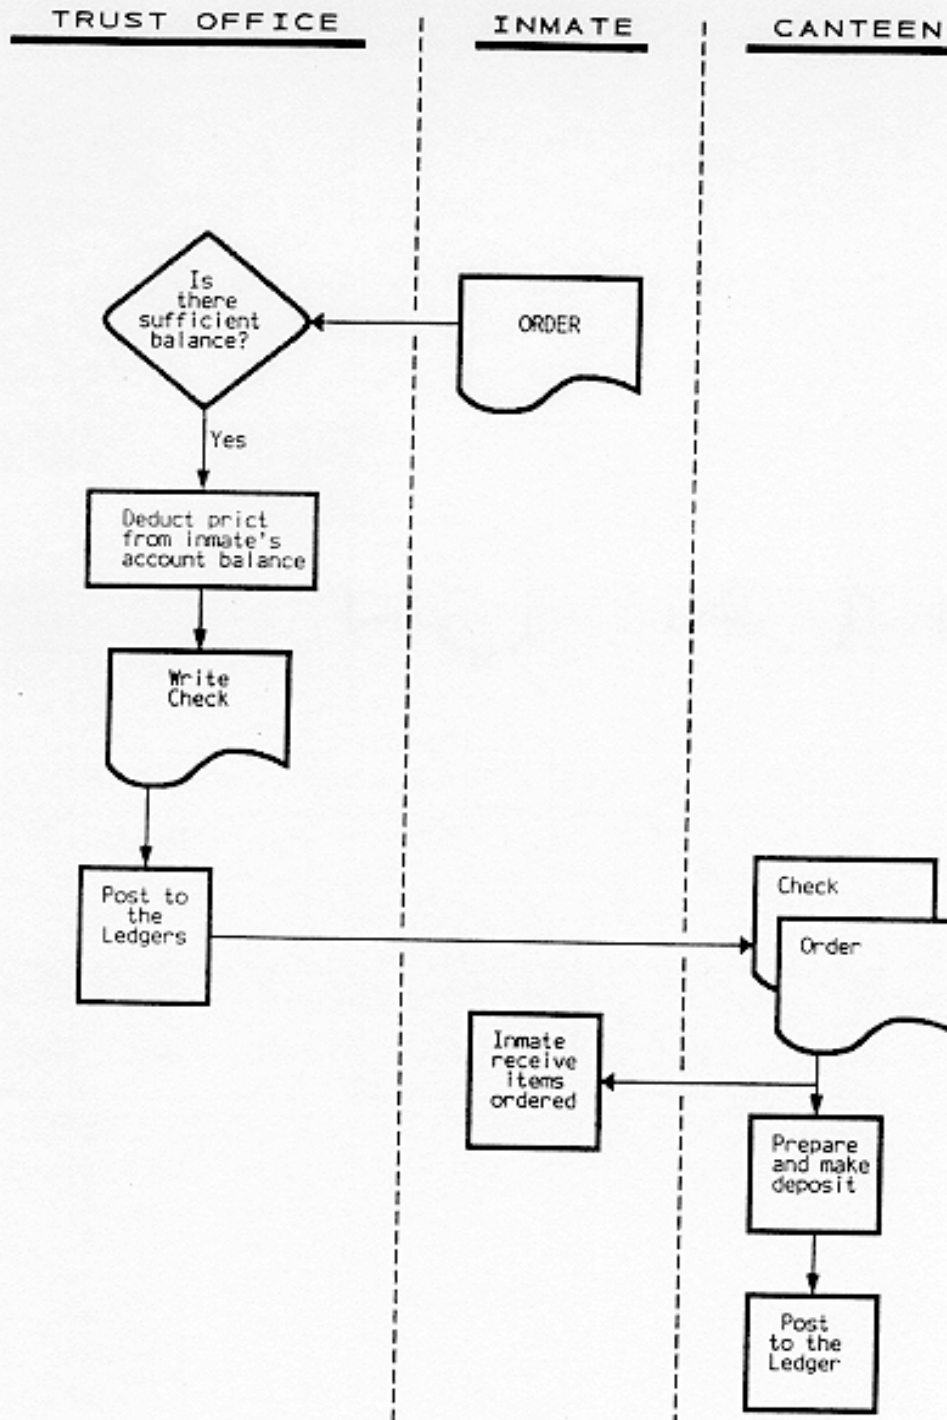 TRUST OFFICE
INMATE
CANTEEN
Is
there
sufficient
balance?
ORDER
Yes
Deduct prict
from inmate's
account balance
Write
Check
Post to
the
Ledgers
Check
Order
Inmate
receive
items
ordered
Prepare
and make
deposit
Post
to the
Ledger